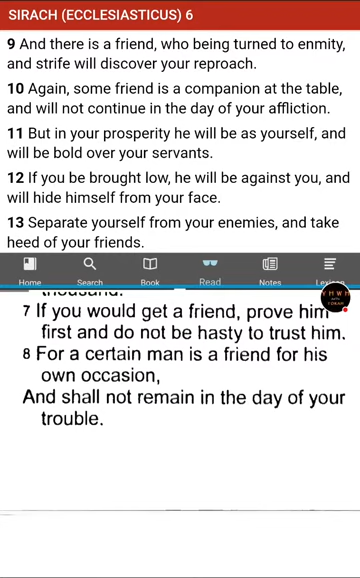 SIRACH (ECCLESIASTICUS) 6
9 And there is a friend, who being turned to enmity,
and strife will discover your reproach.
10 Again, some friend is a companion at the table,
and will not continue in the day of your affliction.
11 But in your prosperity he will be as yourself, and
will be bold over your servants.
12 If you be brought low, he will be against you, and
will hide himself from your face.
13 Separate yourself from your enemies, and take
heed of your friends.
Home Search Book Read Notes Lexicon
thousand.
7 If you would get a friend, prove him
first and do not be hasty to trust him.
8 For a certain man is a friend for his
own occasion,
And shall not remain in the day of your
trouble.